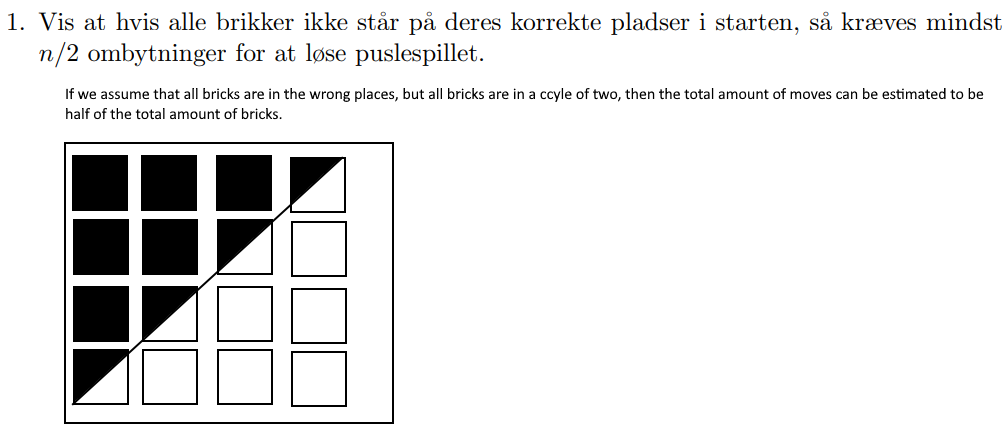 1. Vis at hvis alle brikker ikke står på deres korrekte pladser i starten, så kræves mindst
n/2 ombytninger for at løse puslespillet.
If we assume that all bricks are in the wrong places, but all bricks are in a ccyle of two, then the total amount of moves can be estimated to be
half of the total amount of bricks.